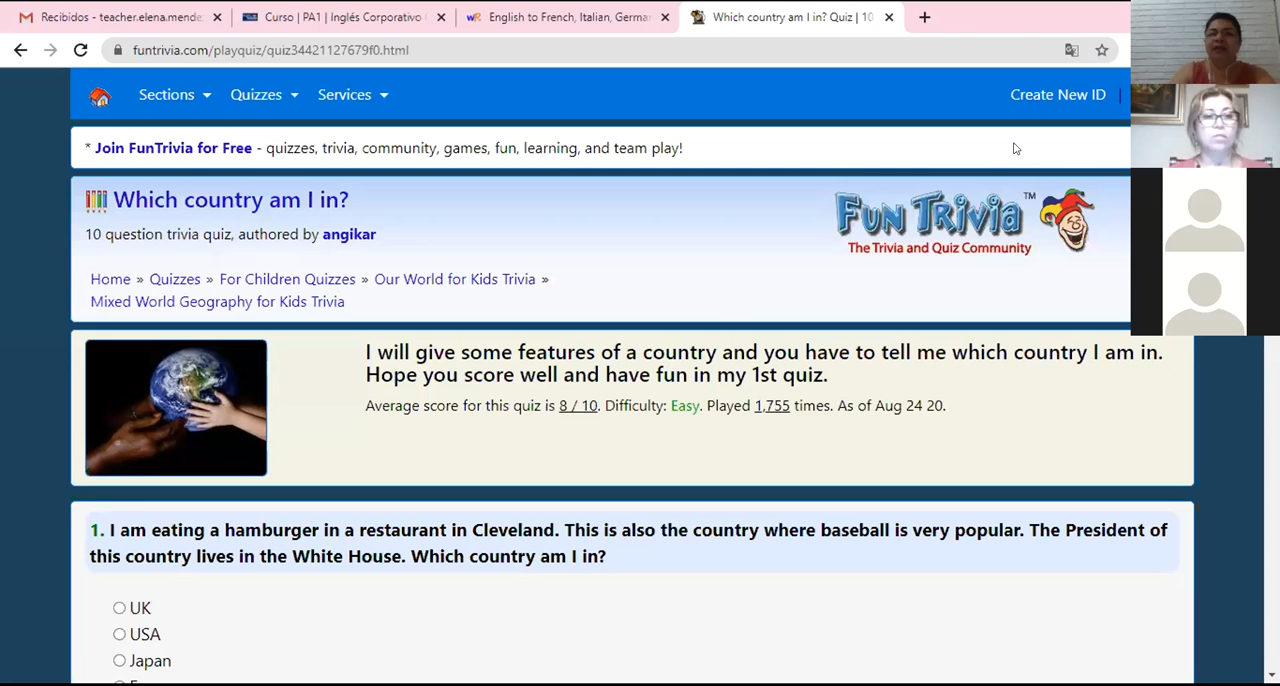 Recibidos - teacher.elena.mende
Curso | PA1 | Inglés Corporativo
wR English to French, Italian, Germa
Which country am I in? Quiz | 10
funtrivia.com/playquiz/quiz34421127679f0.html
Sections Quizzes Services Create New ID
* Join FunTrivia for Free - quizzes, trivia, community, games, fun, learning, and team play!
Which country am I in?
10 question trivia quiz, authored by angikar
FUN TRIVIA™
The Trivia and Quiz Community
Home » Quizzes » For Children Quizzes » Our World for Kids Trivia »
Mixed World Geography for Kids Trivia
I will give some features of a country and you have to tell me which country I am in.
Hope you score well and have fun in my 1st quiz.
Average score for this quiz is 8 / 10. Difficulty: Easy. Played 1,755 times. As of Aug 24 20.
1. I am eating a hamburger in a restaurant in Cleveland. This is also the country where baseball is very popular. The President of
this country lives in the White House. Which country am I in?
UK
USA
Japan